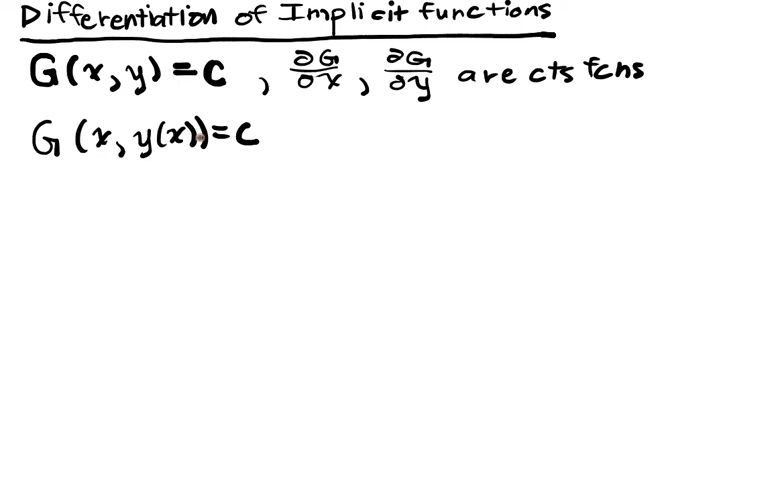 Differentiation of Implicit functions
G(x,y)=c , ∂G/∂x , ∂G/∂y are cts fcns
G(x, y(x))=c